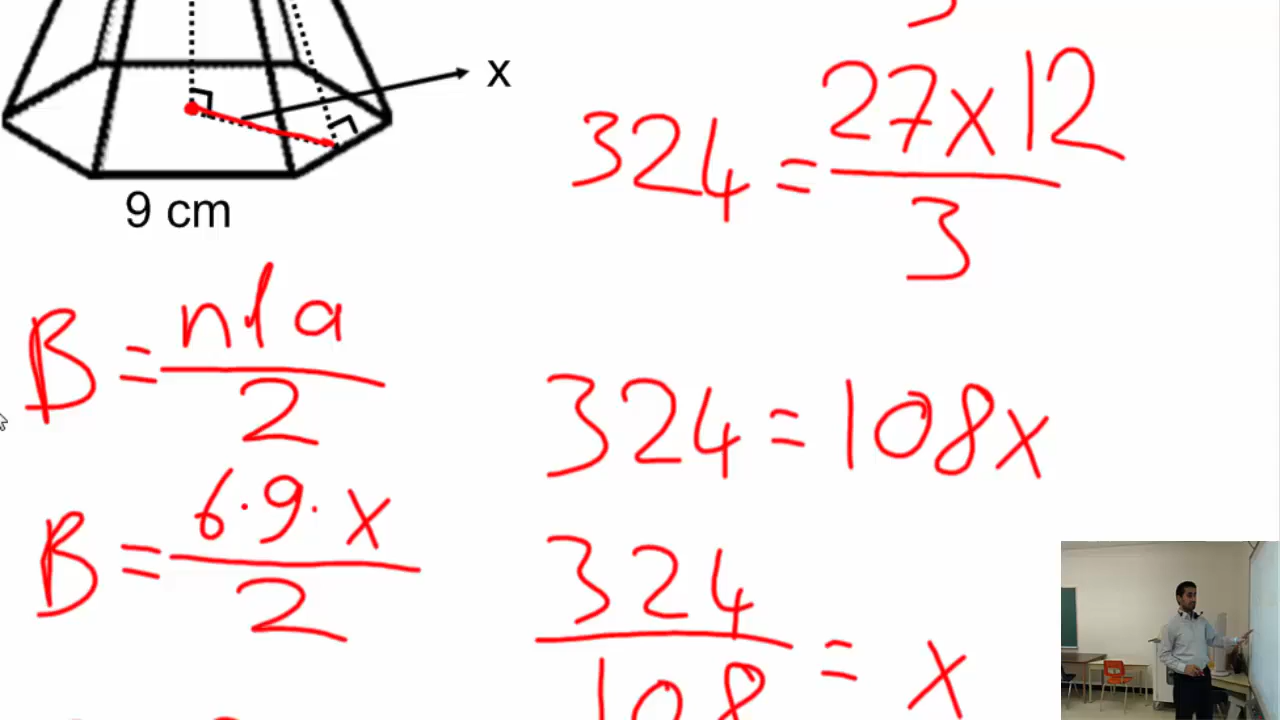 x
9 cm
324 = 27x12 / 3
B = nla / 2
324 = 108x
B = 6·9·x / 2
324 / 108 = x